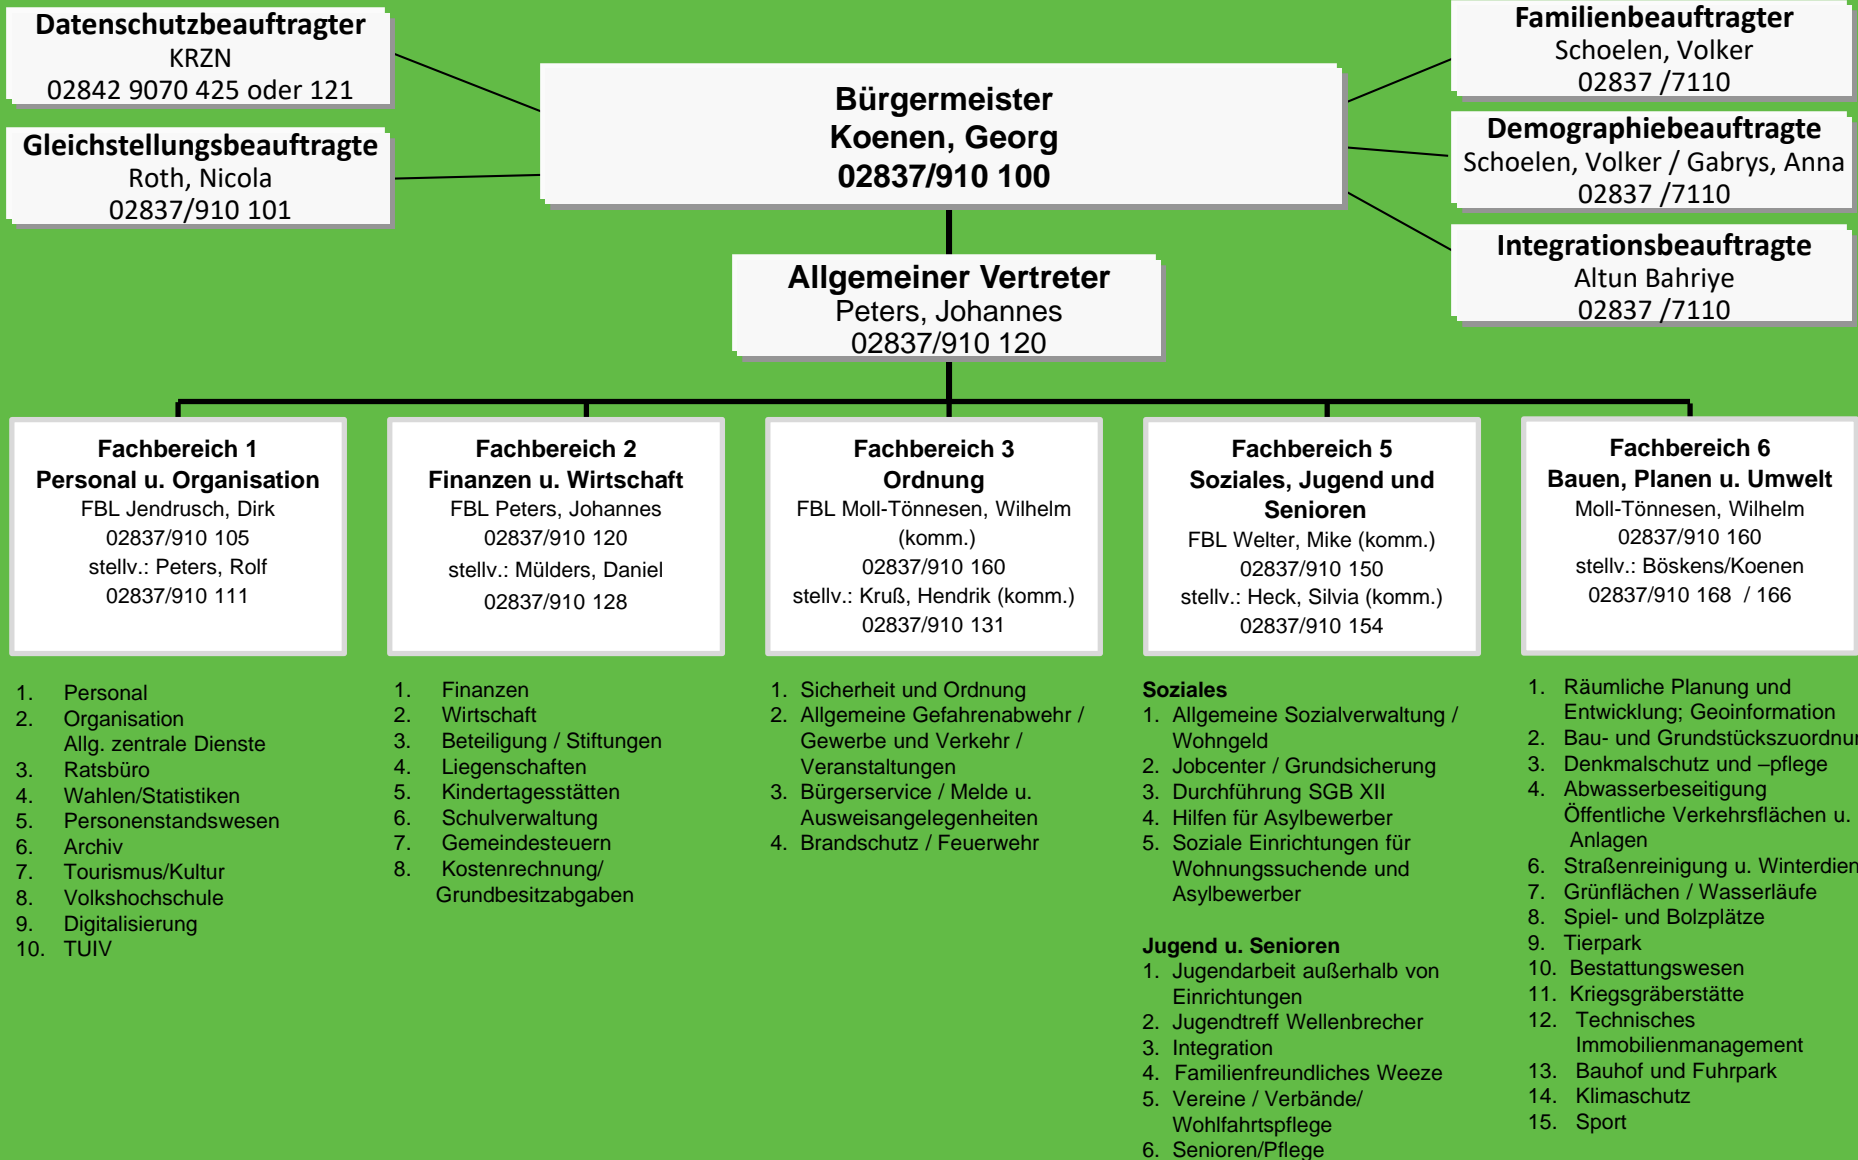 Datenschutzbeauftragter
KRZN
02842 9070 425 oder 121
Gleichstellungsbeauftragte
Roth, Nicola
02837/910 101
Bürgermeister
Koenen, Georg
02837/910 100
Familienbeauftragter
Schoelen, Volker
02837 /7110
Demographiebeauftragte
Schoelen, Volker / Gabrys, Anna
02837 /7110
Integrationsbeauftragte
Altun Bahriye
02837 /7110
Allgemeiner Vertreter
Peters, Johannes
02837/910 120
Fachbereich 1
Personal u. Organisation
FBL Jendrusch, Dirk
02837/910 105
stellv.: Peters, Rolf
02837/910 111
1. Personal
2. Organisation
Allg. zentrale Dienste
3. Ratsbüro
4. Wahlen/Statistiken
5. Personenstandswesen
6. Archiv
7. Tourismus/Kultur
8. Volkshochschule
9. Digitalisierung
10. TUIV
Fachbereich 2
Finanzen u. Wirtschaft
FBL Peters, Johannes
02837/910 120
stellv.: Mülders, Daniel
02837/910 128
1. Finanzen
2. Wirtschaft
3. Beteiligung / Stiftungen
4. Liegenschaften
5. Kindertagesstätten
6. Schulverwaltung
7. Gemeindesteuern
8. Kostenrechnung/
Grundbesitzabgaben
Fachbereich 3
Ordnung
FBL Moll-Tönnesen, Wilhelm
(komm.)
02837/910 160
stellv.: Kruß, Hendrik (komm.)
02837/910 131
1. Sicherheit und Ordnung
2. Allgemeine Gefahrenabwehr /
Gewerbe und Verkehr /
Veranstaltungen
3. Bürgerservice / Melde u.
Ausweisangelegenheiten
4. Brandschutz / Feuerwehr
Fachbereich 5
Soziales, Jugend und
Senioren
FBL Welter, Mike (komm.)
02837/910 150
stellv.: Heck, Silvia (komm.)
02837/910 154
Soziales
1. Allgemeine Sozialverwaltung /
Wohngeld
2. Jobcenter / Grundsicherung
3. Durchführung SGB XII
4. Hilfen für Asylbewerber
5. Soziale Einrichtungen für
Wohnungssuchende und
Asylbewerber
Jugend u. Senioren
1. Jugendarbeit außerhalb von
Einrichtungen
2. Jugendtreff Wellenbrecher
3. Integration
4. Familienfreundliches Weeze
5. Vereine / Verbände/
Wohlfahrtspflege
6. Senioren/Pflege
Fachbereich 6
Bauen, Planen u. Umwelt
Moll-Tönnesen, Wilhelm
02837/910 160
stellv.: Böskens/Koenen
02837/910 168 / 166
1. Räumliche Planung und
Entwicklung; Geoinformation
2. Bau- und
3. Denkmalschutz und –pflege
4. Abwasserbeseitigung
Öffentliche Verkehrsflächen u.
Anlagen
6. Straßenreinigung u.
7. Grünflächen / Wasserläufe
8. Spiel- und Bolzplätze
9. Tierpark
10. Bestattungswesen
11. Kriegsgräberstätte
12. Technisches
Immobilienmanagement
13. Bauhof und Fuhrpark
14. Klimaschutz
15. Sport